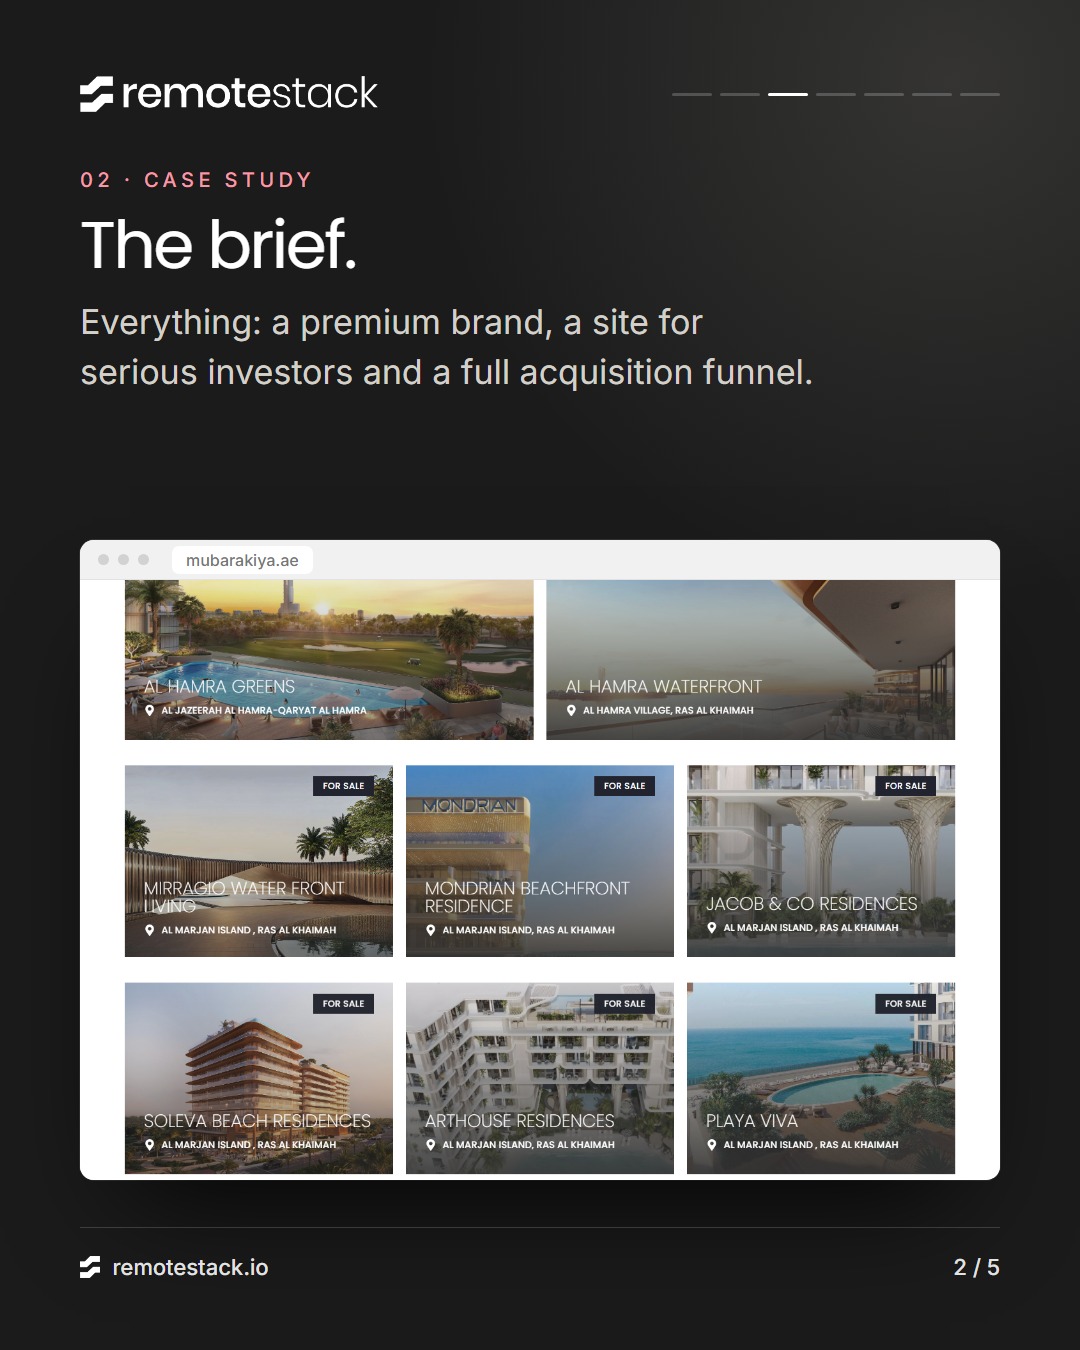 remotestack
02 · CASE STUDY
The brief.
Everything: a premium brand, a site for
serious investors and a full acquisition funnel.
mubarakiya.ae
AL HAMRA GREENS
AL JAZEERAH AL HAMRA-QARYAT AL HAMRA
AL HAMRA WATERFRONT
AL HAMRA VILLAGE, RAS AL KHAIMAH
FOR SALE
MIRRAGIO WATER FRONT
LIVING
AL MARJAN ISLAND , RAS AL KHAIMAH
FOR SALE
MONDRIAN
MONDRIAN BEACHFRONT
RESIDENCE
AL MARJAN ISLAND, RAS AL KHAIMAH
FOR SALE
JACOB & CO RESIDENCES
AL MARJAN ISLAND , RAS AL KHAIMAH
FOR SALE
SOLEVA BEACH RESIDENCES
AL MARJAN ISLAND , RAS AL KHAIMAH
FOR SALE
ARTHOUSE RESIDENCES
AL MARJAN ISLAND , RAS AL KHAIMAH
FOR SALE
PLAYA VIVA
AL MARJAN ISLAND , RAS AL KHAIMAH
remotestack.io
2 / 5